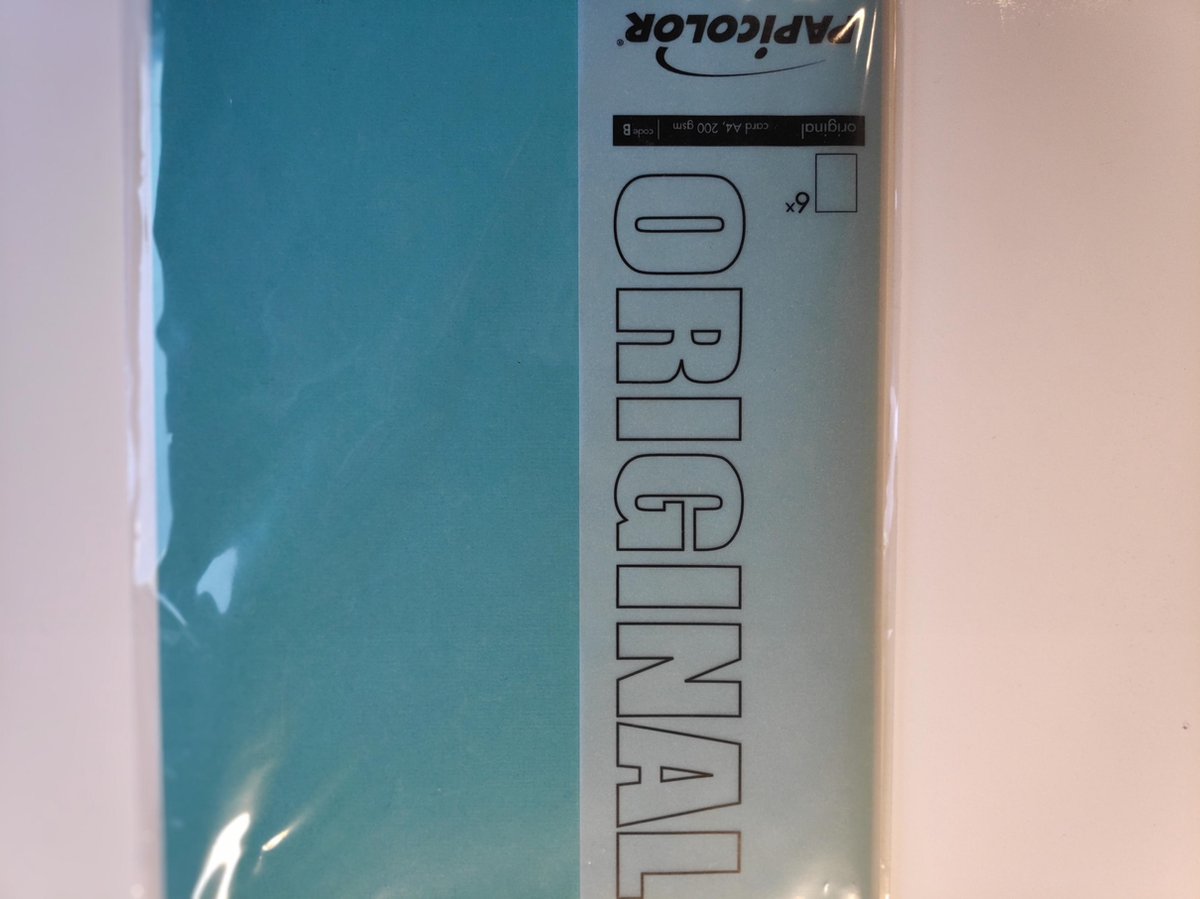 PAPiCOLOR®
original card A4, 200 gsm | code B
6x
ORIGINAL